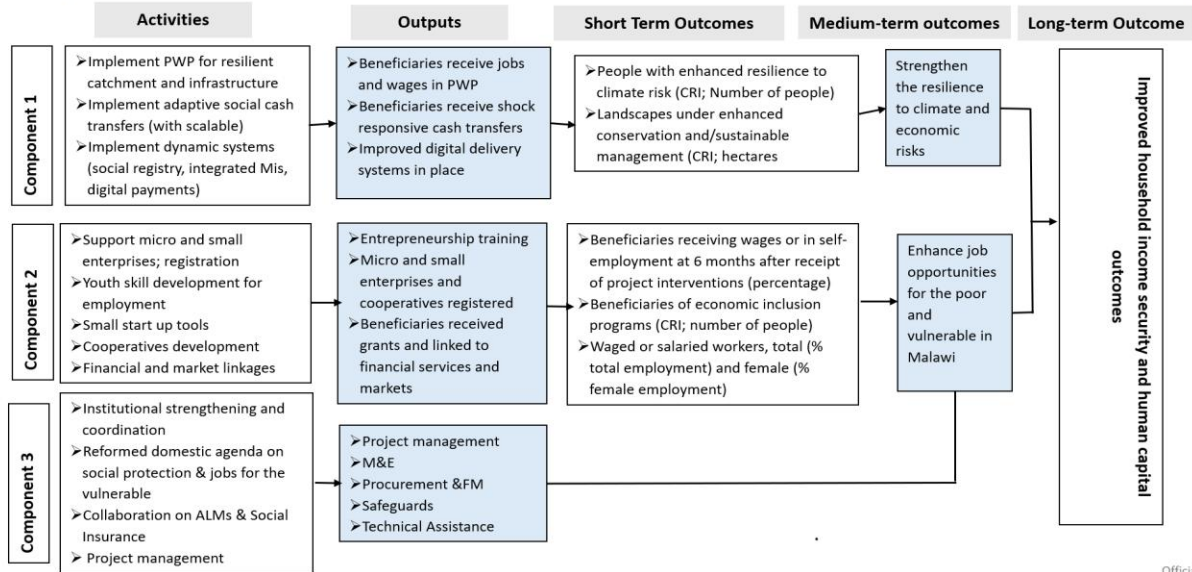 Activities
Outputs
Short Term Outcomes
Medium-term outcomes
Long-term Outcome
Component 1
➢Implement PWP for resilient
catchment and infrastructure
➢Implement adaptive social cash
transfers (with scalable)
➢Implement dynamic systems
(social registry, integrated Mis,
digital payments)
➢Beneficiaries receive jobs
and wages in PWP
➢Beneficiaries receive shock
responsive cash transfers
➢Improved digital delivery
systems in place
➢People with enhanced resilience to
climate risk (CRI; Number of people)
➢Landscapes under enhanced
conservation and/sustainable
management (CRI; hectares
Strengthen
the resilience
to climate and
economic
risks
Component 2
➢Support micro and small
enterprises; registration
➢Youth skill development for
employment
➢Small start up tools
➢Cooperatives development
➢Financial and market linkages
➢Entrepreneurship training
➢Micro and small
enterprises and
cooperatives registered
➢Beneficiaries received
grants and linked to
financial services and
markets
➢Beneficiaries receiving wages or in self-
employment at 6 months after receipt
of project interventions (percentage)
➢Beneficiaries of economic inclusion
programs (CRI; number of people)
➢Waged or salaried workers, total (%
total employment) and female (%
female employment)
Enhance job
opportunities
for the poor
and
vulnerable in
Malawi
Component 3
➢Institutional strengthening and
coordination
➢Reformed domestic agenda on
social protection & jobs for the
vulnerable
➢Collaboration on ALMs & Social
Insurance
➢ Project management
➢Project management
➢M&E
➢Procurement &FM
➢Safeguards
➢Technical Assistance
Improved household income security and human capital
outcomes
.
Offici